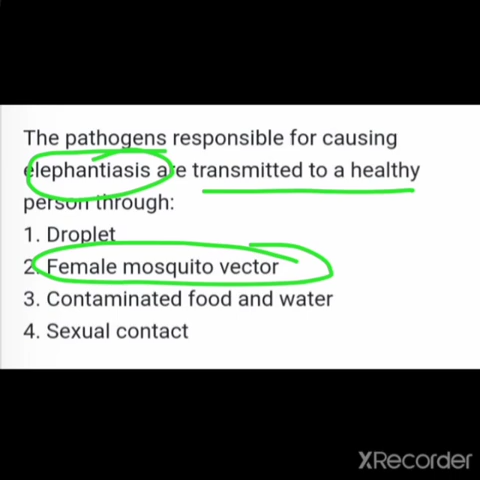 The pathogens responsible for causing
elephantiasis are transmitted to a healthy
person through:
1. Droplet
2. Female mosquito vector
3. Contaminated food and water
4. Sexual contact
XRecorder